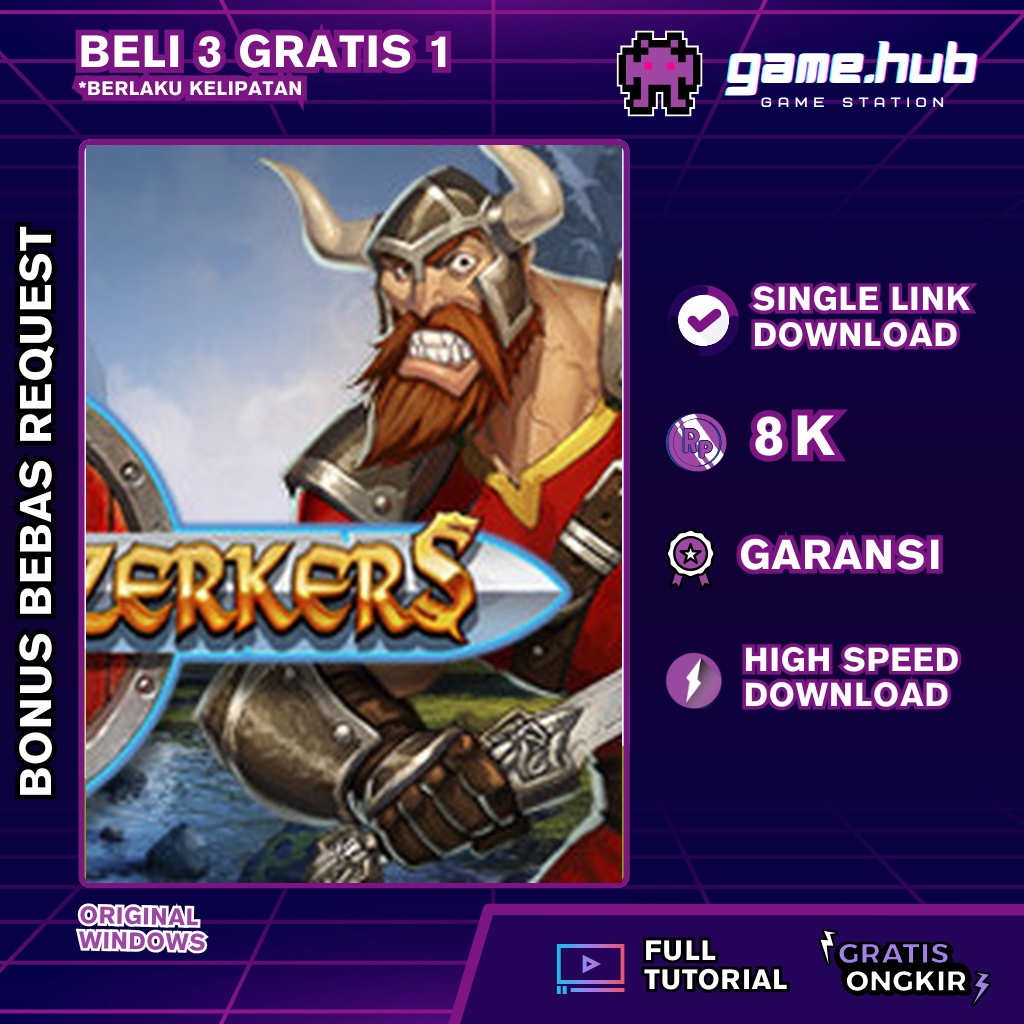 BELI 3 GRATIS 1
*BERLAKU KELIPATAN
game.hub
GAME STATION
BONUS BEBAS REQUEST
ZERKERS
SINGLE LINK
DOWNLOAD
Rp
8K
GARANSI
HIGH SPEED
DOWNLOAD
ORIGINAL
WINDOWS
FULL
TUTORIAL
GRATIS
ONGKIR